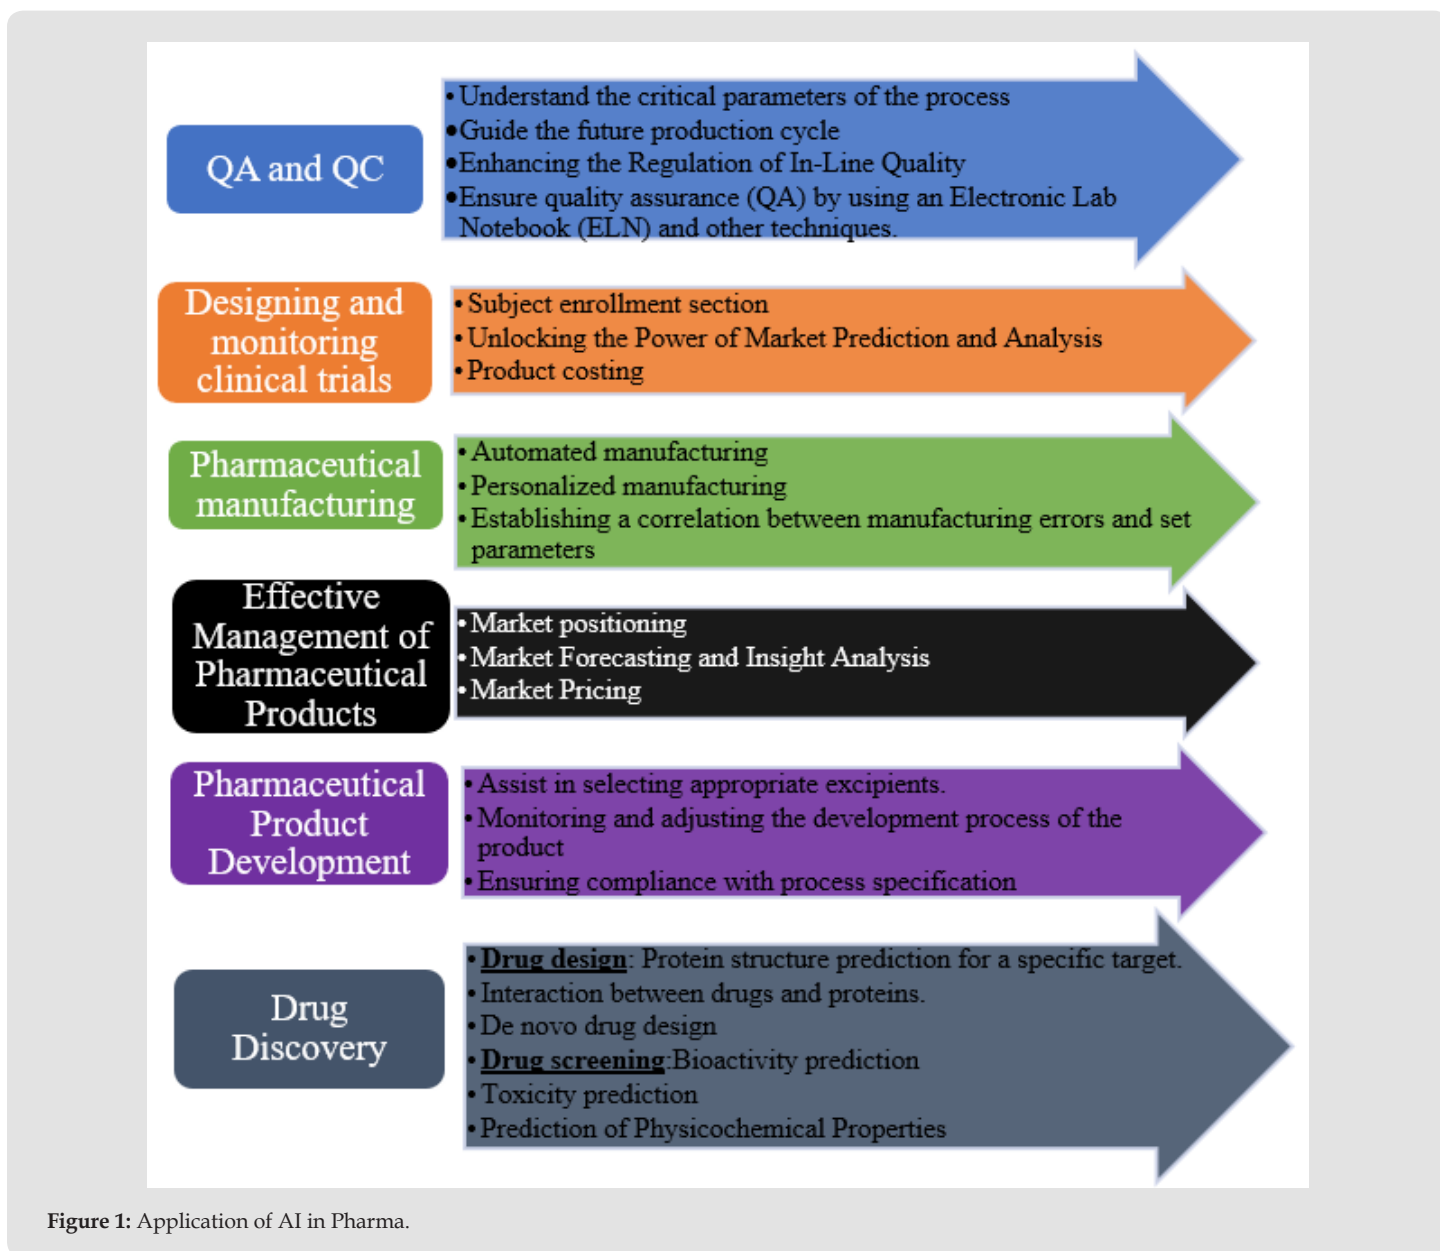 QA and QC
• Understand the critical parameters of the process
•Guide the future production cycle
•Enhancing the Regulation of In-Line Quality
•Ensure quality assurance (QA) by using an Electronic Lab
Notebook (ELN) and other techniques.
Designing and
monitoring
clinical trials
• Subject enrollment section
• Unlocking the Power of Market Prediction and Analysis
• Product costing
Pharmaceutical
manufacturing
• Automated manufacturing
• Personalized manufacturing
• Establishing a correlation between manufacturing errors and set
parameters
Effective
Management of
Pharmaceutical
Products
• Market positioning
• Market Forecasting and Insight Analysis
• Market Pricing
Pharmaceutical
Product
Development
• Assist in selecting appropriate excipients.
• Monitoring and adjusting the development process of the
product
• Ensuring compliance with process specification
Drug
Discovery
• Drug design: Protein structure prediction for a specific target.
• Interaction between drugs and proteins.
• De novo drug design
• Drug screening:Bioactivity prediction
• Toxicity prediction
• Prediction of Physicochemical Properties
Figure 1: Application of AI in Pharma.